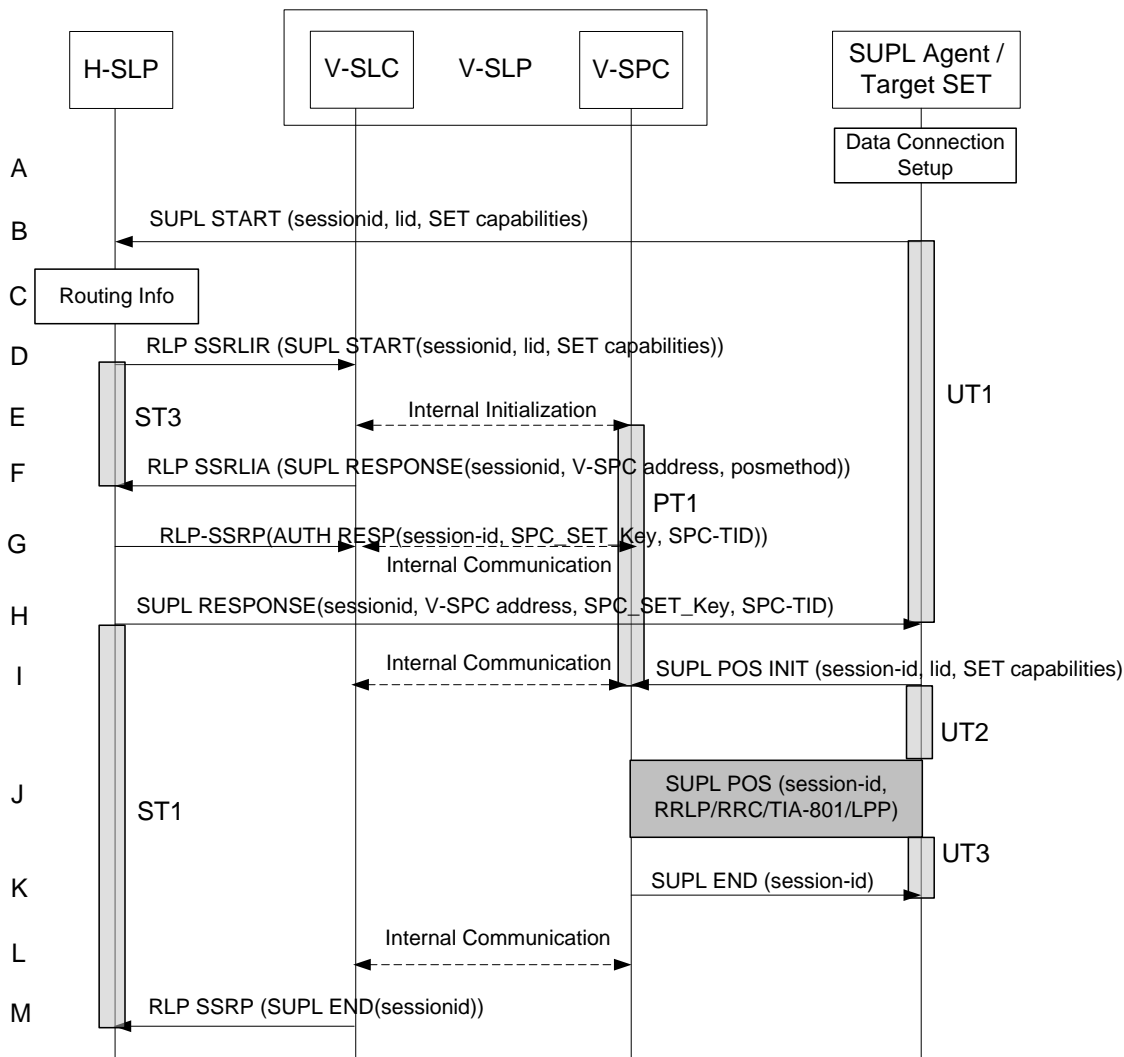 H-SLP
V-SLC
V-SLP
V-SPC
SUPL Agent /
Target SET
Data Connection
Setup
A
SUPL START (sessionid, lid, SET capabilities)
B
Routing Info
C
RLP SSRLIR (SUPL START(sessionid, lid, SET capabilities))
D
UT1
Internal Initialization
E
ST3
RLP SSRLIA (SUPL RESPONSE(sessionid, V-SPC address, posmethod))
F
PT1
RLP-SSRP(AUTH RESP(session-id, SPC_SET_Key, SPC-TID))
G
Internal Communication
SUPL RESPONSE(sessionid, V-SPC address, SPC_SET_Key, SPC-TID)
H
Internal Communication
SUPL POS INIT (session-id, lid, SET capabilities)
I
UT2
SUPL POS (session-id,
RRLP/RRC/TIA-801/LPP)
J
ST1
UT3
SUPL END (session-id)
K
Internal Communication
L
RLP SSRP (SUPL END(sessionid))
M